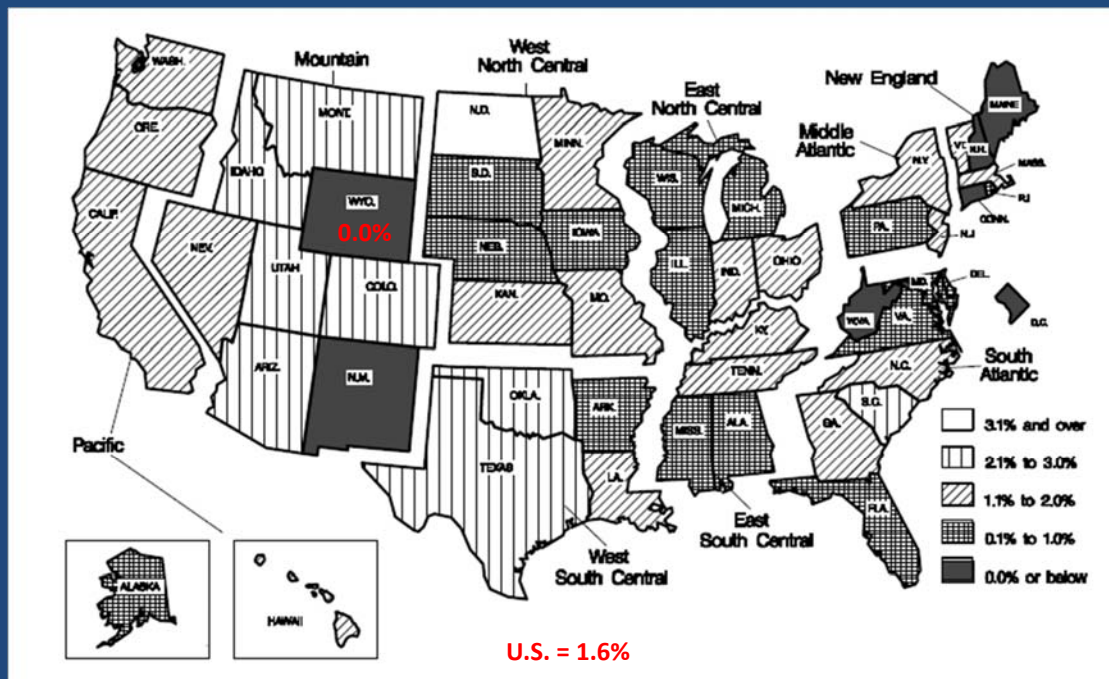 West
North Central
Mountain
East
North Central
New England
Middle
Atlantic
WASH.
MONT.
N.D.
MINN.
MAINE
VT.
N.H.
ORE.
IDAHO
S.D.
WIS.
N.Y.
MASS.
WYO.
MICH.
R.I
CONN.
0.0%
CALIF.
IOWA
PA.
N.J
NEV.
NEB.
UTAH
COLO.
ILL.
IND.
OHIO
DEL.
MD.
KAN.
MO.
W.VA.
VA.
D.C.
KY.
ARIZ.
N.M.
TENN.
N.C.
South
Atlantic
OKLA.
ARK.
S.C.
MISS.
ALA.
GA.
3.1% and over
Pacific
TEXAS
2.1% to 3.0%
LA.
1.1% to 2.0%
FLA.
East
South Central
0.1% to 1.0%
West
South Central
0.0% or below
ALASKA
HAWAII
U.S. = 1.6%